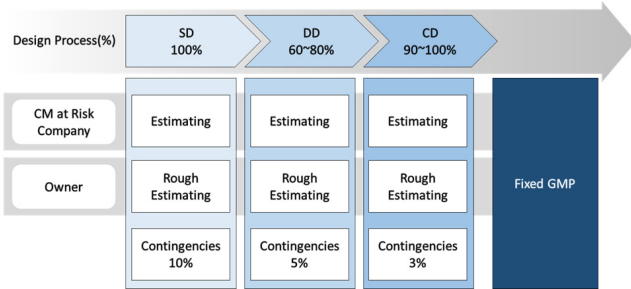 Design Process(%)
SD
100%
DD
60~80%
CD
90~100%
CM at Risk
Company
Estimating
Estimating
Estimating
Owner
Rough
Estimating
Rough
Estimating
Rough
Estimating
Fixed GMP
Contingencies
10%
Contingencies
5%
Contingencies
3%